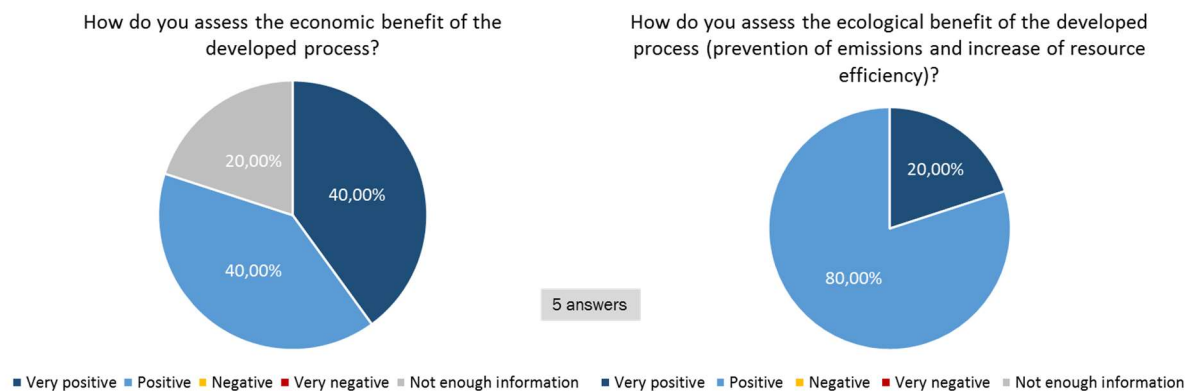 How do you assess the economic benefit of the
developed process?
20,00%
40,00%
40,00%
■ Very positive ■ Positive ■ Negative ■ Very negative ■ Not enough information
5 answers
How do you assess the ecological benefit of the developed
process (prevention of emissions and increase of resource
efficiency)?
20,00%
80,00%
■ Very positive ■ Positive ■ Negative ■ Very negative ■ Not enough information